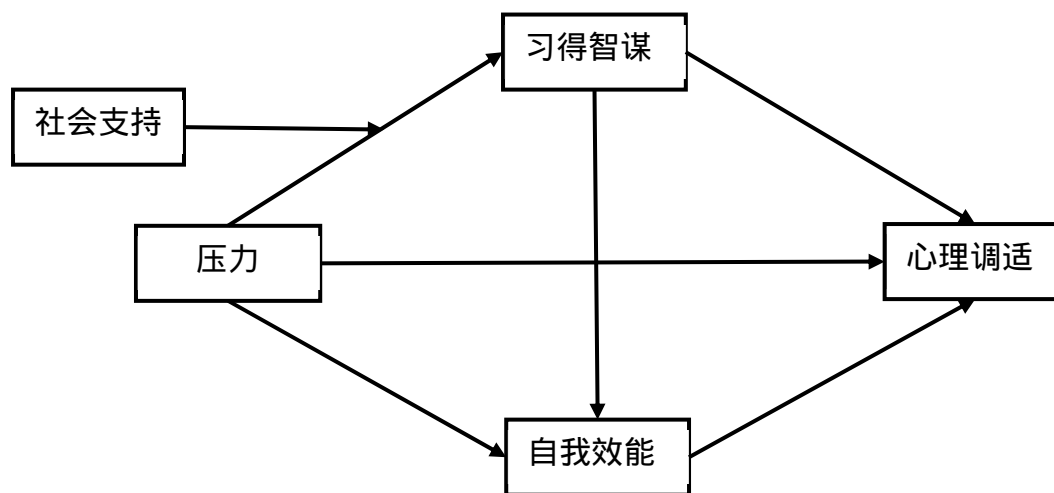 习得智谋
社会支持
压力
心理调适
自我效能